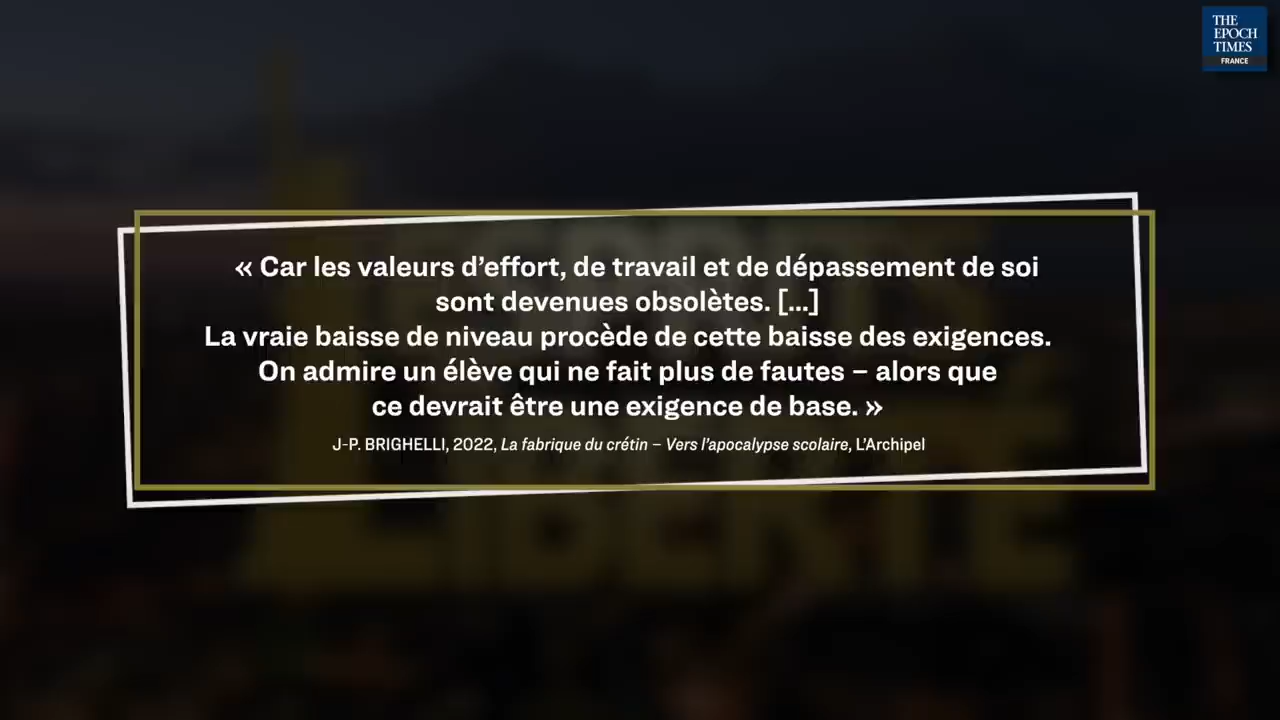 THE
EPOCH
TIMES
FRANCE
« Car les valeurs d'effort, de travail et de dépassement de soi
sont devenues obsolètes. [...]
La vraie baisse de niveau procède de cette baisse des exigences.
On admire un élève qui ne fait plus de fautes – alors que
ce devrait être une exigence de base. »
J-P. BRIGHELLI, 2022, La fabrique du crétin – Vers l'apocalypse scolaire, L'Archipel
LIBERTÉ